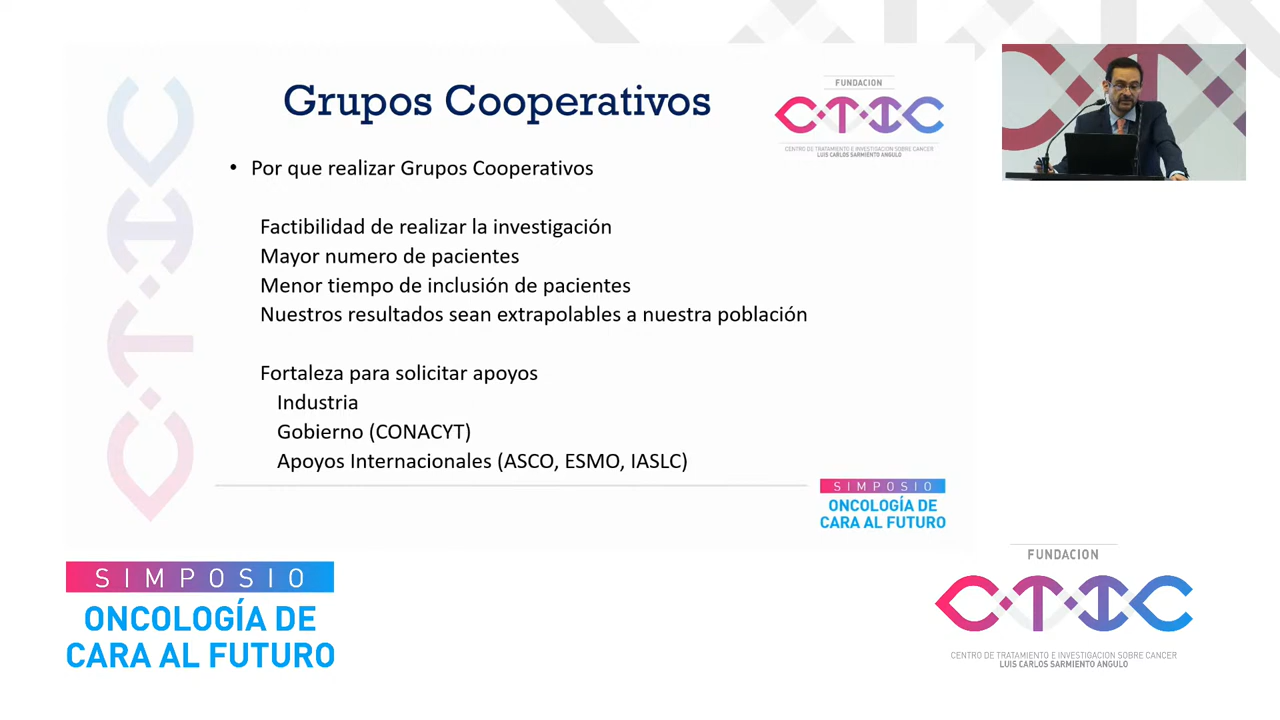 Grupos Cooperativos
FUNDACION
C·T·I·C
CENTRO DE TRATAMIENTO E INVESTIGACION SOBRE CANCER
LUIS CARLOS SARMIENTO ANGULO
• Por que realizar Grupos Cooperativos
Factibilidad de realizar la investigación
Mayor numero de pacientes
Menor tiempo de inclusión de pacientes
Nuestros resultados sean extrapolables a nuestra población
Fortaleza para solicitar apoyos
Industria
Gobierno (CONACYT)
Apoyos Internacionales (ASCO, ESMO, IASLC)
C·T·I·C
SIMPOSIO
ONCOLOGÍA DE
CARA AL FUTURO
SIMPOSIO
ONCOLOGÍA DE
CARA AL FUTURO
FUNDACION
C·T·I·C
CENTRO DE TRATAMIENTO E INVESTIGACION SOBRE CANCER
LUIS CARLOS SARMIENTO ANGULO